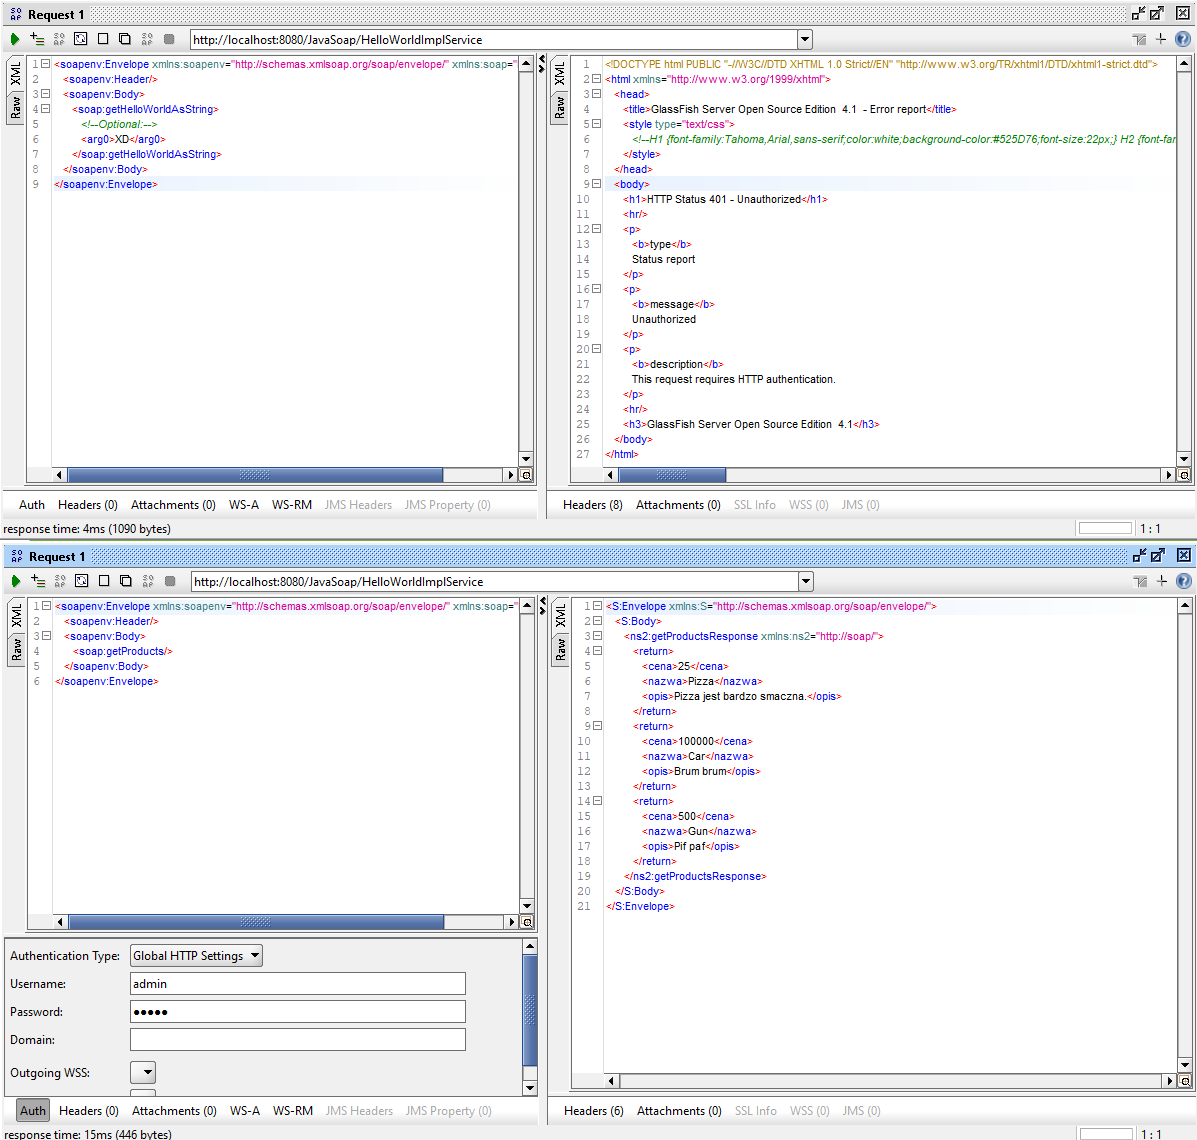 SO AP Request 1
http://localhost:8080/JavaSoap/HelloWorldImplService
XML
Raw
1 <soapenv:Envelope xmlns:soapenv="http://schemas.xmlsoap.org/soap/envelope/" xmlns:soap="
2 <soapenv:Header/>
3 <soapenv:Body>
4 <soap:getHelloWorldAsString>
5 <!--Optional:-->
6 <arg0>XD</arg0>
7 </soap:getHelloWorldAsString>
8 </soapenv:Body>
9 </soapenv:Envelope>
XML
Raw
1 <!DOCTYPE html PUBLIC "-//W3C//DTD XHTML 1.0 Strict//EN" "http://www.w3.org/TR/xhtml1/DTD/xhtml1-strict.dtd">
2 <html xmlns="http://www.w3.org/1999/xhtml">
3 <head>
4 <title>GlassFish Server Open Source Edition  4.1  - Error report</title>
5 <style type="text/css">
6 <!--H1 {font-family:Tahoma,Arial,sans-serif;color:white;background-color:#525D76;font-size:22px;} H2 {font-far
7 </style>
8 </head>
9 <body>
10 <h1>HTTP Status 401 - Unauthorized</h1>
11 <hr/>
12 <p>
13 <b>type</b>
14 Status report
15 </p>
16 <p>
17 <b>message</b>
18 Unauthorized
19 </p>
20 <p>
21 <b>description</b>
22 This request requires HTTP authentication.
23 </p>
24 <hr/>
25 <h3>GlassFish Server Open Source Edition  4.1</h3>
26 </body>
27 </html>
Auth Headers (0) Attachments (0) WS-A WS-RM JMS Headers JMS Property (0)
Headers (8) Attachments (0) SSL Info WSS (0) JMS (0)
response time: 4ms (1090 bytes)
1 : 1
SO AP Request 1
http://localhost:8080/JavaSoap/HelloWorldImplService
XML
Raw
1 <soapenv:Envelope xmlns:soapenv="http://schemas.xmlsoap.org/soap/envelope/" xmlns:soap="
2 <soapenv:Header/>
3 <soapenv:Body>
4 <soap:getProducts/>
5 </soapenv:Body>
6 </soapenv:Envelope>
XML
Raw
1 <S:Envelope xmlns:S="http://schemas.xmlsoap.org/soap/envelope/">
2 <S:Body>
3 <ns2:getProductsResponse xmlns:ns2="http://soap/">
4 <return>
5 <cena>25</cena>
6 <nazwa>Pizza</nazwa>
7 <opis>Pizza jest bardzo smaczna.</opis>
8 </return>
9 <return>
10 <cena>100000</cena>
11 <nazwa>Car</nazwa>
12 <opis>Brum brum</opis>
13 </return>
14 <return>
15 <cena>500</cena>
16 <nazwa>Gun</nazwa>
17 <opis>Pif paf</opis>
18 </return>
19 </ns2:getProductsResponse>
20 </S:Body>
21 </S:Envelope>
Authentication Type: Global HTTP Settings
Username: admin
Password: ●●●●●
Domain:
Outgoing WSS:
Auth Headers (0) Attachments (0) WS-A WS-RM JMS Headers JMS Property (0)
Headers (6) Attachments (0) SSL Info WSS (0) JMS (0)
response time: 15ms (446 bytes)
1 : 1